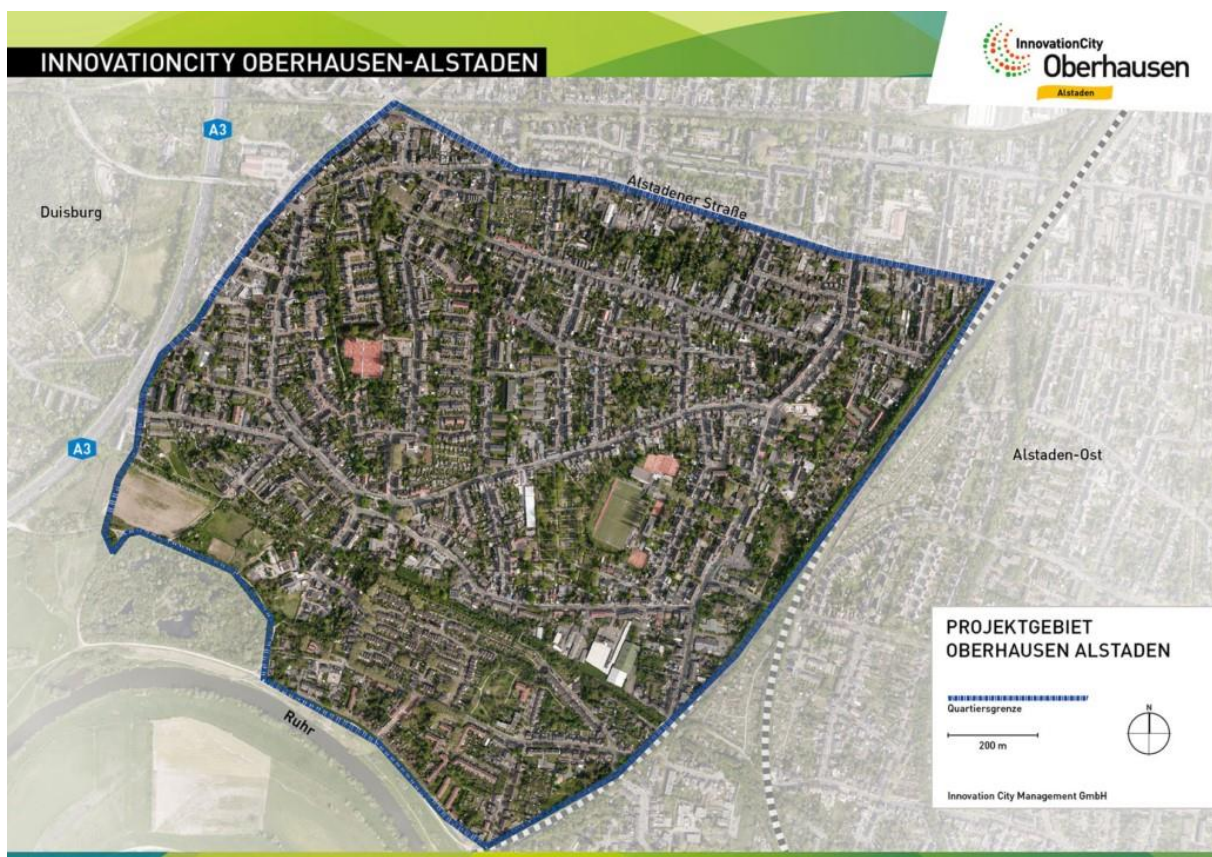 INNOVATIONCITY OBERHAUSEN-ALSTADEN
InnovationCity
Oberhausen
Alstaden
A3
Alstadener Straße
Duisburg
A3
Alstaden-Ost
Ruhr
PROJEKTGEBIET
OBERHAUSEN ALSTADEN
Quartiersgrenze
N
200 m
Innovation City Management GmbH